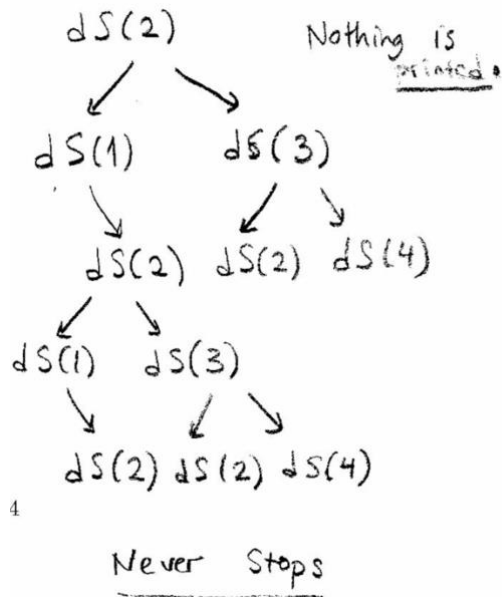 dS(2)
Nothing is
printed.
dS(1) dS(3)
dS(2) dS(2) dS(4)
dS(1) dS(3)
dS(2) dS(2) dS(4)
4
Never Stops